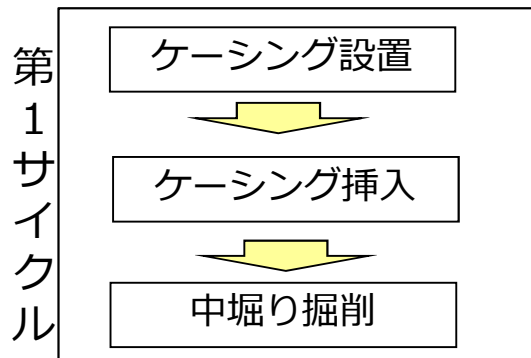 第1サイクル
ケーシング設置
ケーシング挿入
中堀り掘削